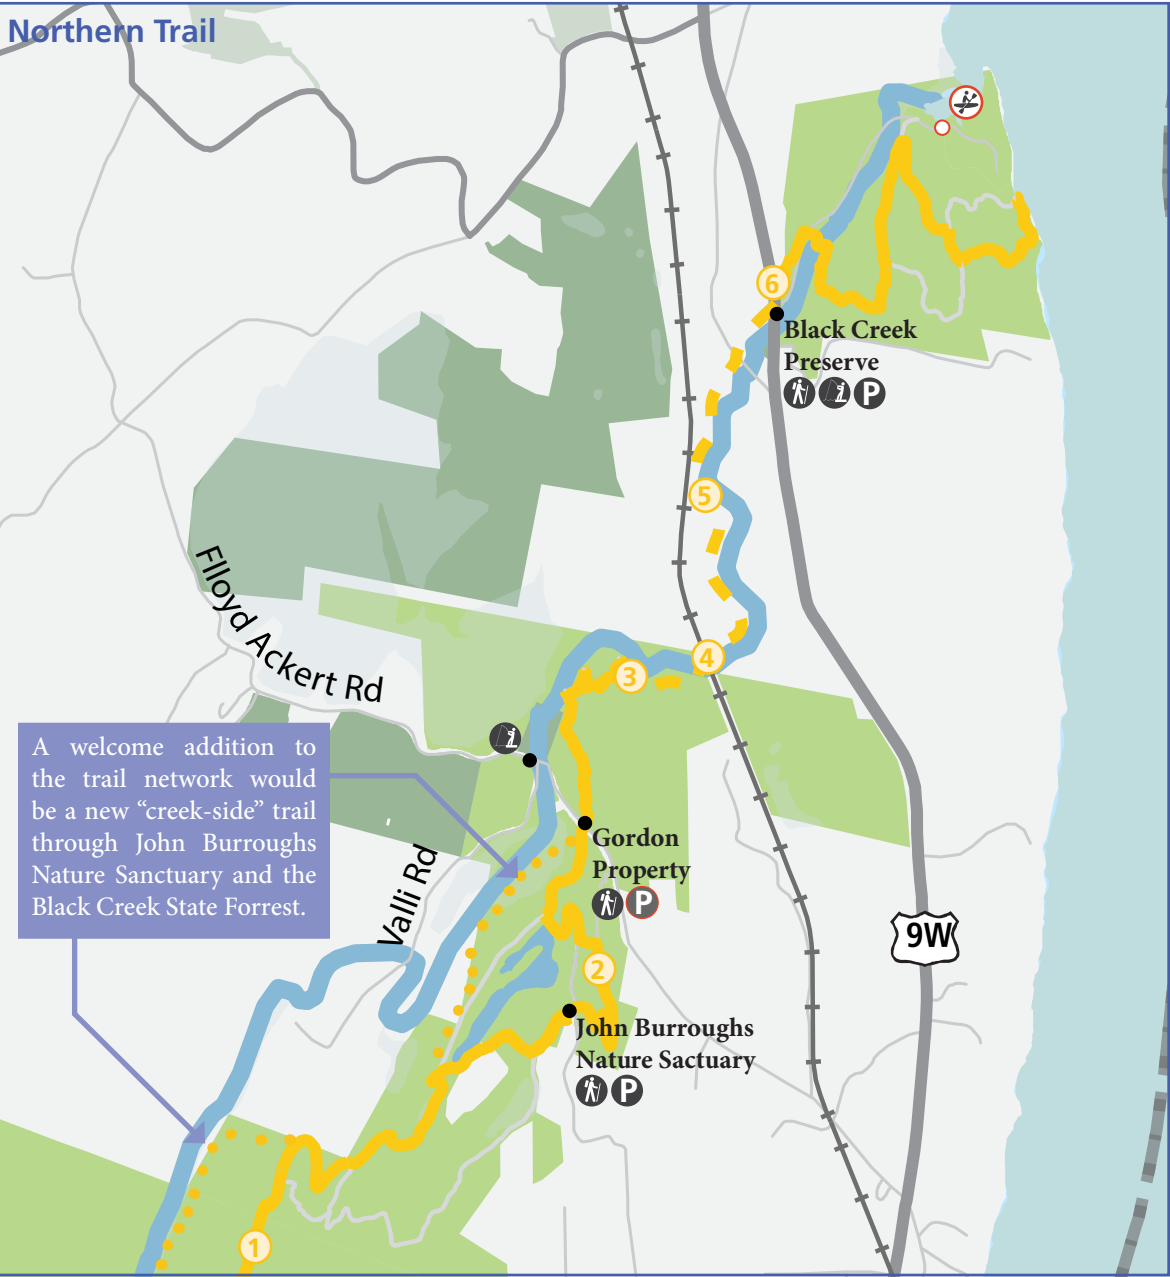 Northern Trail
6
Black Creek
Preserve
P
5
Flloyd Ackert Rd
4
3
A welcome addition to
the trail network would
be a new “creek-side” trail
through John Burroughs
Nature Sanctuary and the
Black Creek State Forrest.
Gordon
Property
P
Valli Rd
9W
2
John Burroughs
Nature Sactuary
P
1